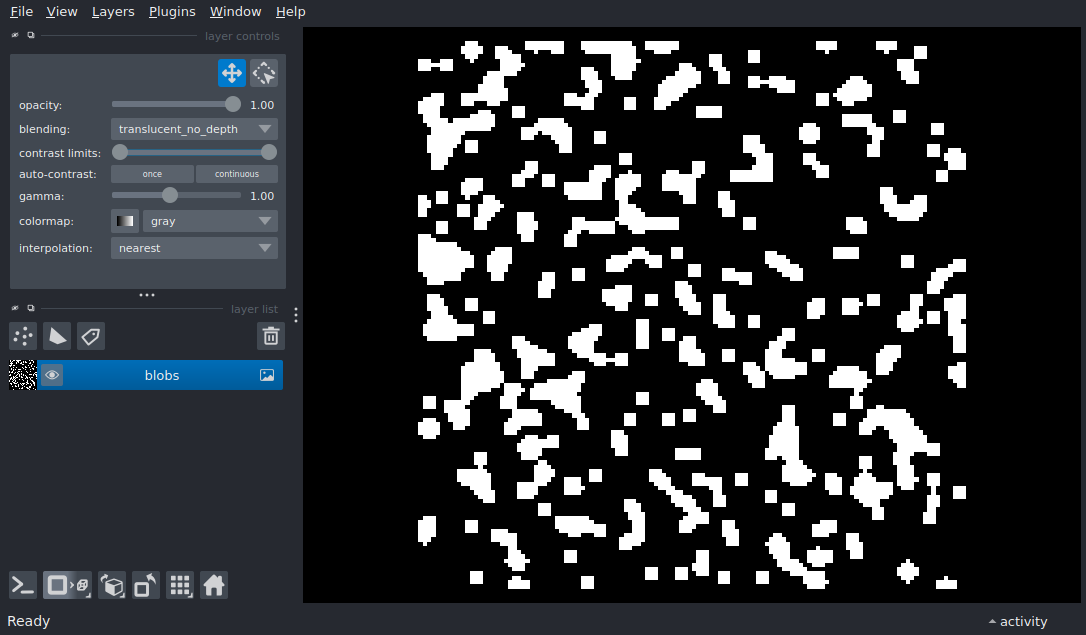 File View Layers Plugins Window Help
layer controls
opacity: 1.00
blending: translucent_no_depth
contrast limits:
auto-contrast: once continuous
gamma: 1.00
colormap: gray
interpolation: nearest
layer list
blobs
Ready activity